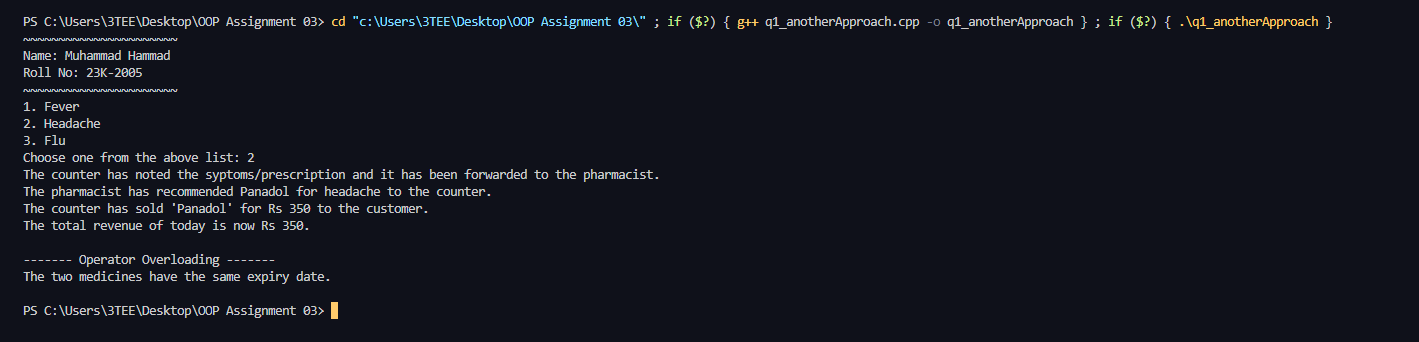 PS C:\Users\3TEE\Desktop\OOP Assignment 03> cd "c:\Users\3TEE\Desktop\OOP Assignment 03\" ; if ($?) { g++ q1_anotherApproach.cpp -o q1_anotherApproach } ; if ($?) { .\q1_anotherApproach }
~~~~~~~~~~~~~~~~~~~~~~
Name: Muhammad Hammad
Roll No: 23K-2005
~~~~~~~~~~~~~~~~~~~~~~
1. Fever
2. Headache
3. Flu
Choose one from the above list: 2
The counter has noted the syptoms/prescription and it has been forwarded to the pharmacist.
The pharmacist has recommended Panadol for headache to the counter.
The counter has sold 'Panadol' for Rs 350 to the customer.
The total revenue of today is now Rs 350.
------- Operator Overloading -------
The two medicines have the same expiry date.
PS C:\Users\3TEE\Desktop\OOP Assignment 03>